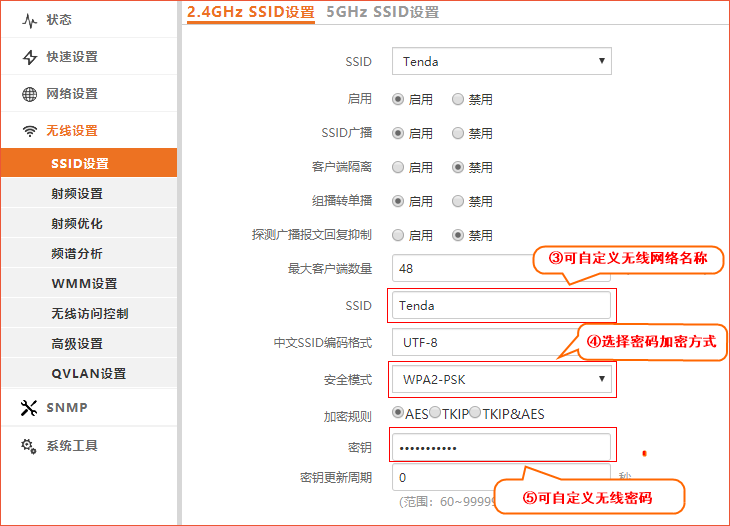 状态
快速设置
网络设置
无线设置
SSID设置
射频设置
射频优化
频谱分析
WMM设置
无线访问控制
高级设置
QVLAN设置
SNMP
系统工具
2.4GHz SSID设置 5GHz SSID设置
SSID Tenda
启用 启用 禁用
SSID广播 启用 禁用
客户端隔离 启用 禁用
组播转单播 启用 禁用
探测广播报文回复抑制 启用 禁用
最大客户端数量 48
③可自定义无线网络名称
SSID Tenda
中文SSID编码格式 UTF-8
④选择密码加密方式
安全模式 WPA2-PSK
加密规则 AES TKIP TKIP&AES
密钥 •••••••••••
密钥更新周期 0 秒
(范围：60~99999
⑤可自定义无线密码